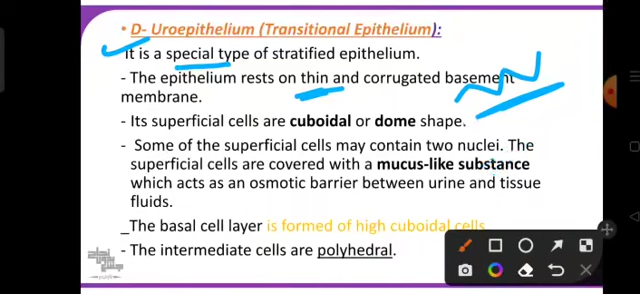 • D- Uroepithelium (Transitional Epithelium):
It is a special type of stratified epithelium.
- The epithelium rests on thin and corrugated basement
membrane.
- Its superficial cells are cuboidal or dome shape.
- Some of the superficial cells may contain two nuclei. The
superficial cells are covered with a mucus-like substance
which acts as an osmotic barrier between urine and tissue
fluids.
_The basal cell layer is formed of high cuboidal cells
- The intermediate cells are polyhedral.